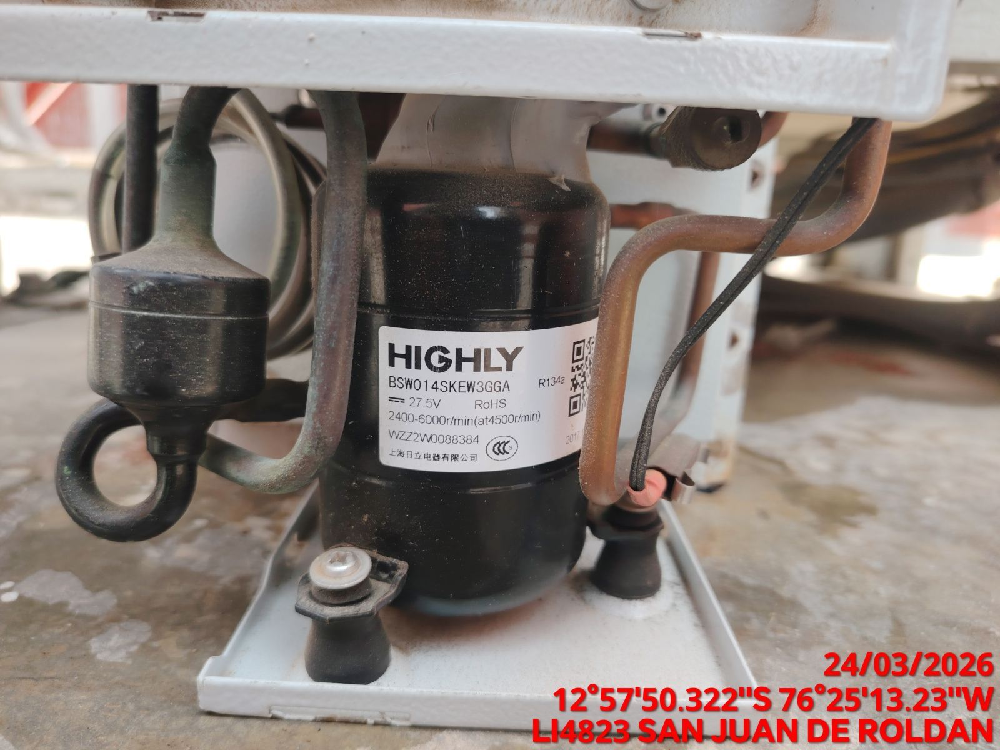 HIGHLY
BSW014SKEW3GGA R134a
27.5V RoHS
2400-6000r/min(at4500r/min)
WZZ2W0088384
CCC S
上海日立电器有限公司 2017
24/03/2026
12°57'50.322"S 76°25'13.23"W
LI4823 SAN JUAN DE ROLDAN